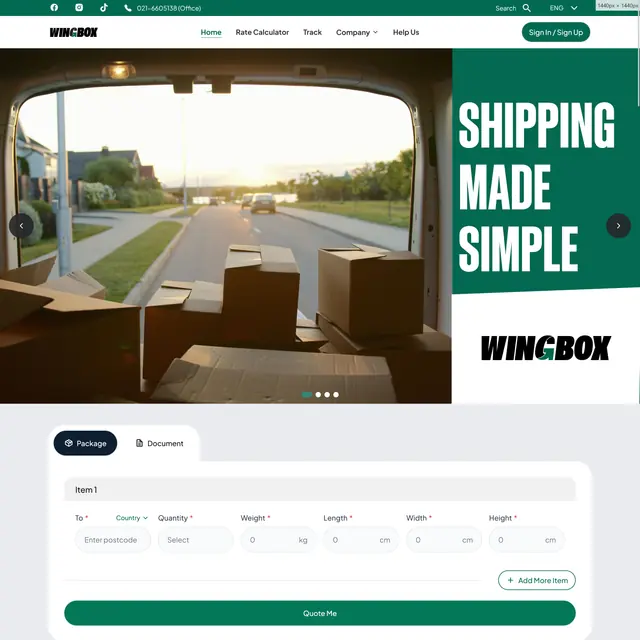 021-6605138 (Office)
Search
ENG
1440px × 1440px
WINGBOX
Home
Rate Calculator
Track
Company
Help Us
Sign In / Sign Up
SHIPPING
MADE
SIMPLE
WINGBOX
Package
Document
Item 1
To *
Country
Quantity *
Weight *
Length *
Width *
Height *
Enter postcode
Select
0 kg
0 cm
0 cm
0 cm
+ Add More Item
Quote Me